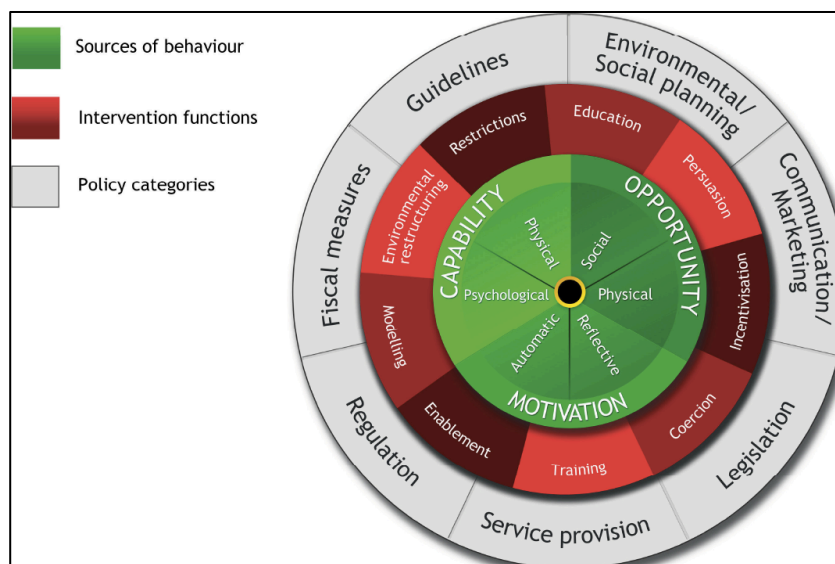 Sources of behaviour
Intervention functions
Policy categories
Guidelines
Environmental/
Social planning
Communication/
Marketing
Legislation
Service provision
Regulation
Fiscal measures
Restrictions
Education
Persuasion
Incentivisation
Coercion
Training
Enablement
Modelling
Environmental
restructuring
CAPABILITY
OPPORTUNITY
MOTIVATION
Physical
Social
Physical
Reflective
Automatic
Psychological